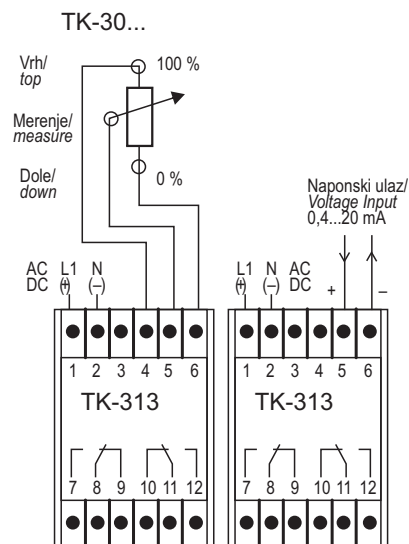 TK-30...
Vrh/
top
100 %
Merenje/
measure
Dole/
down
0 %
Naponski ulaz/
Voltage Input
0,4...20 mA
AC L1 N
DC (+) (–)
L1 N AC
(+) (–) DC + –
1 2 3 4 5 6
TK-313
7 8 9 10 11 12
1 2 3 4 5 6
TK-313
7 8 9 10 11 12